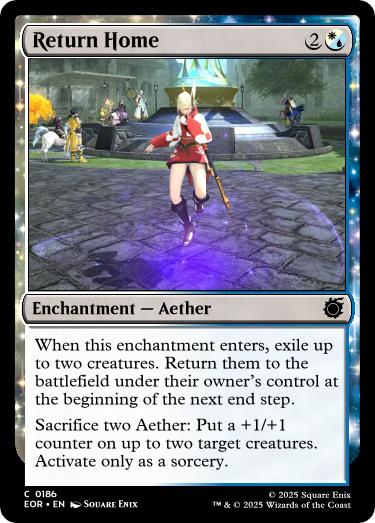 Return Home 2
Enchantment — Aether
When this enchantment enters, exile up
to two creatures. Return them to the
battlefield under their owner's control at
the beginning of the next end step.
Sacrifice two Aether: Put a +1/+1
counter on up to two target creatures.
Activate only as a sorcery.
C 0186
EOR • EN Square Enix
© 2025 Square Enix
™ & © 2025 Wizards of the Coast